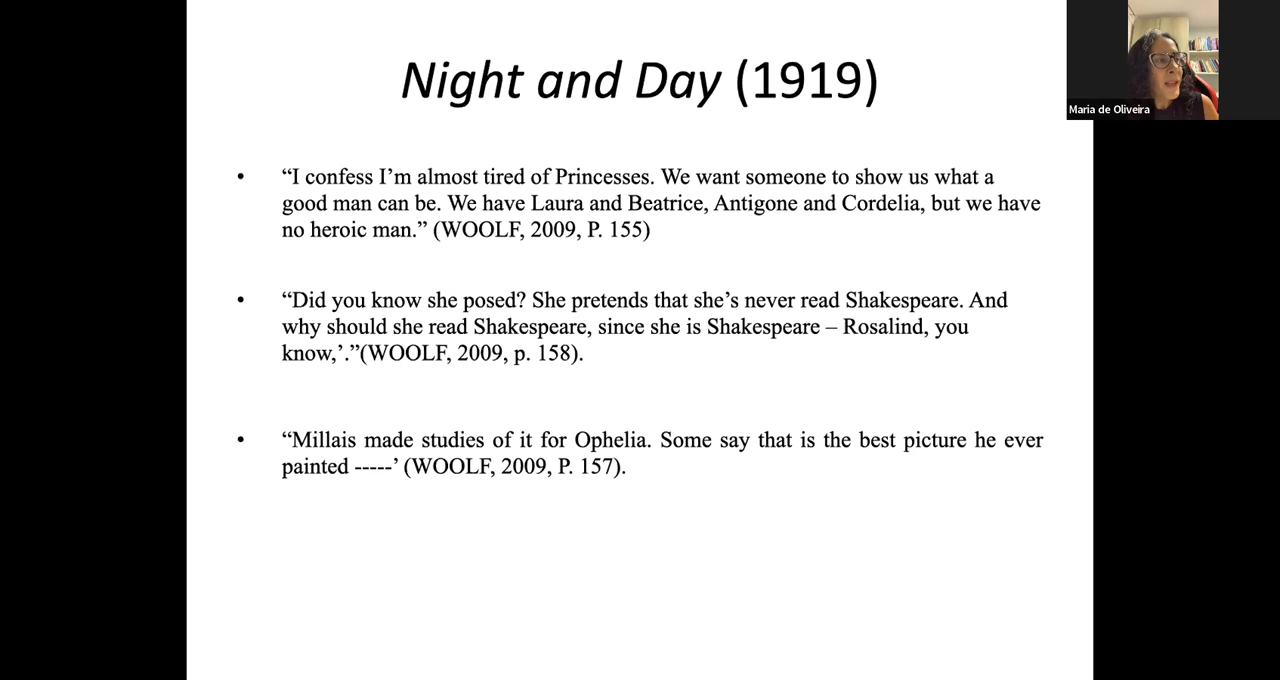 Night and Day (1919)
Maria de Oliveira
• “I confess I’m almost tired of Princesses. We want someone to show us what a
good man can be. We have Laura and Beatrice, Antigone and Cordelia, but we have
no heroic man.” (WOOLF, 2009, P. 155)
• “Did you know she posed? She pretends that she’s never read Shakespeare. And
why should she read Shakespeare, since she is Shakespeare – Rosalind, you
know,’.”(WOOLF, 2009, p. 158).
• “Millais made studies of it for Ophelia. Some say that is the best picture he ever
painted -----’ (WOOLF, 2009, P. 157).